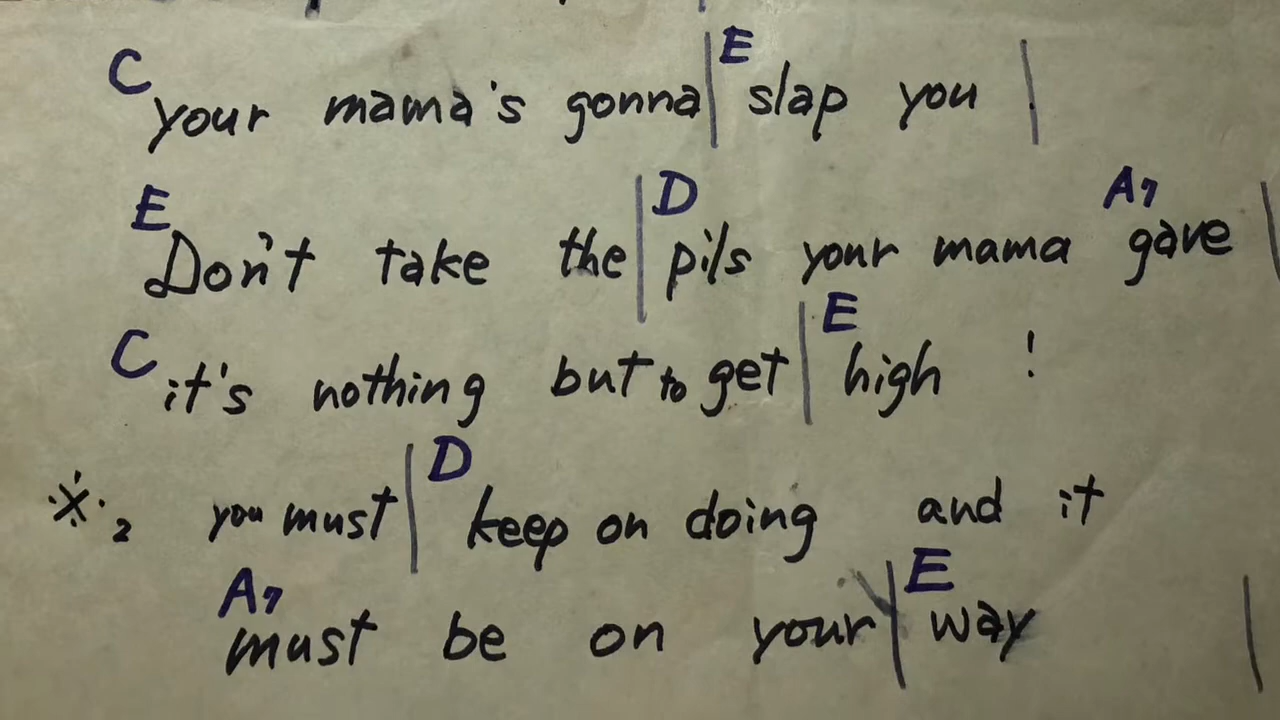 C E
your mama's gonna | slap you |
E D A7
Don't take the | pils your mama gave |
C E
it's nothing but to get | high !
D
※2 you must | keep on doing and it
A7 E
must be on your | way |